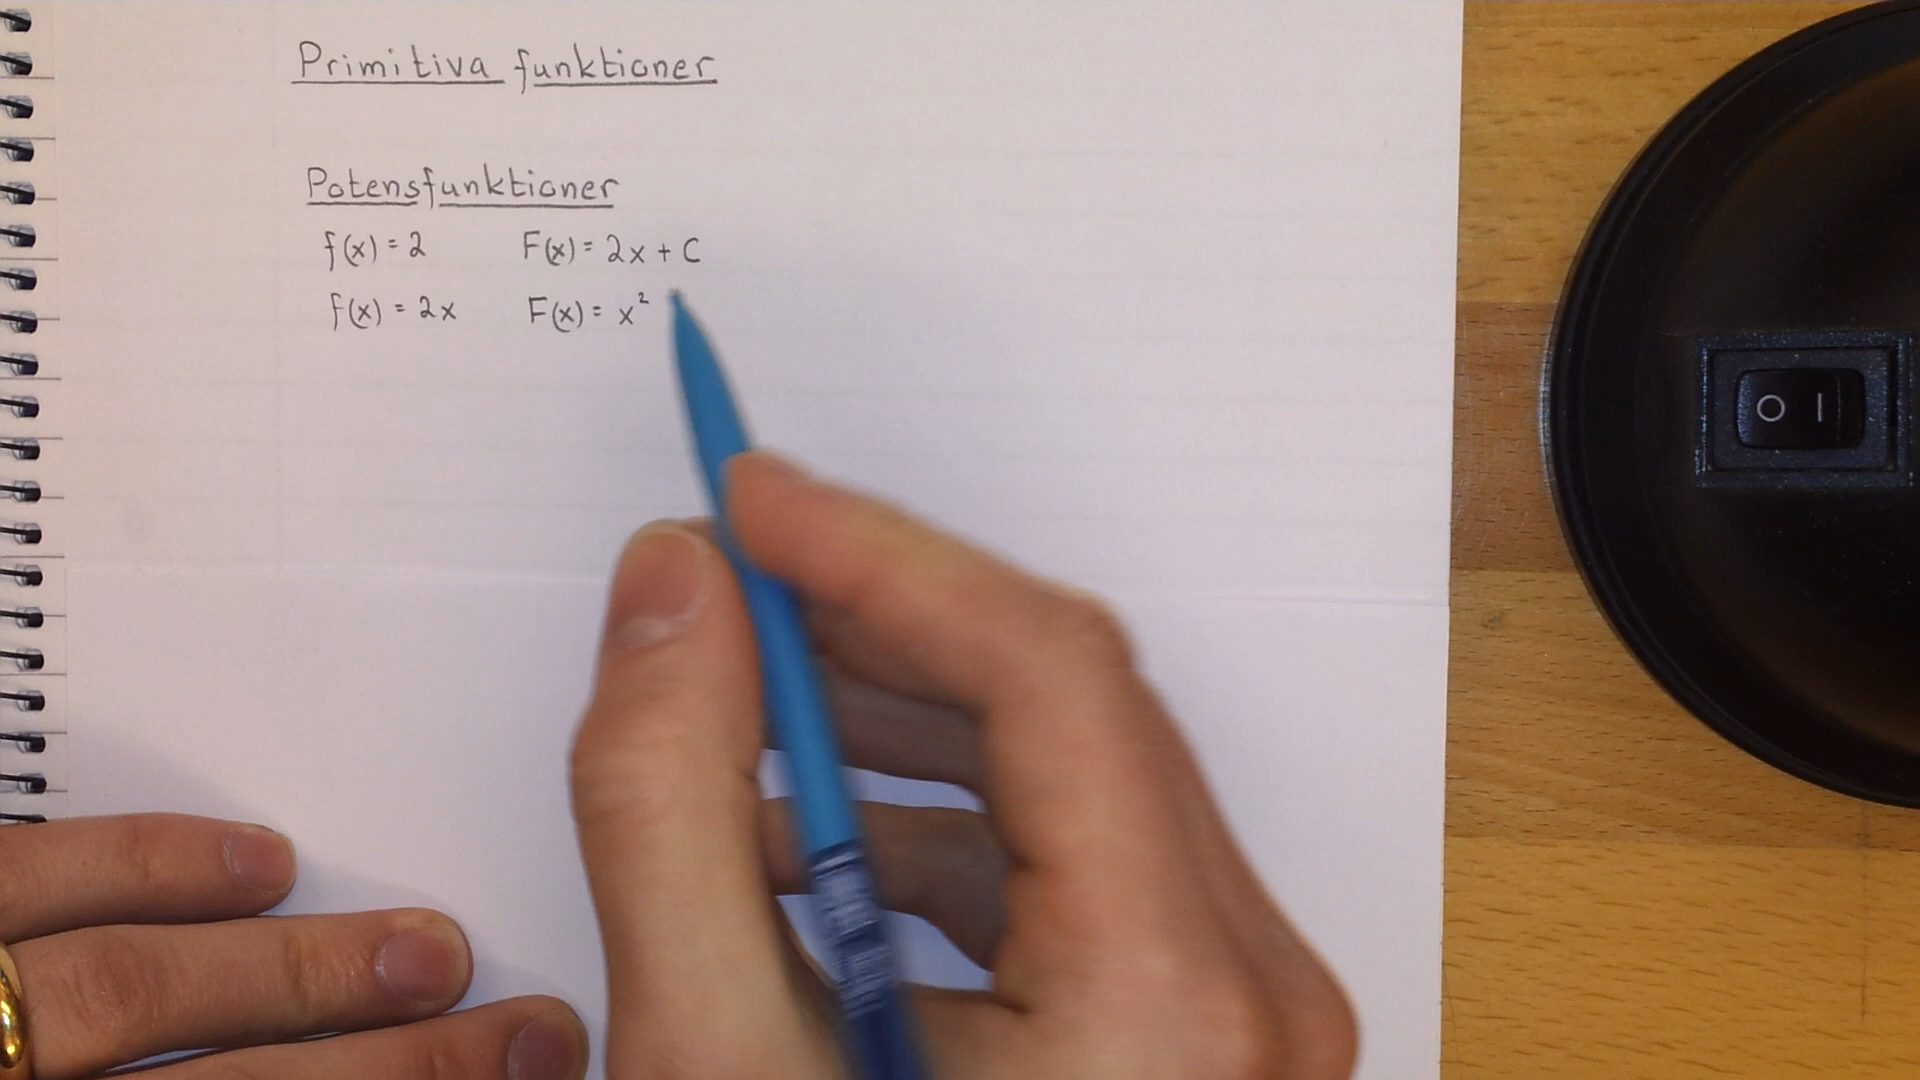 Primitiva funktioner
Potensfunktioner
f(x) = 2 F(x) = 2x + C
f(x) = 2x F(x) = x²
O |